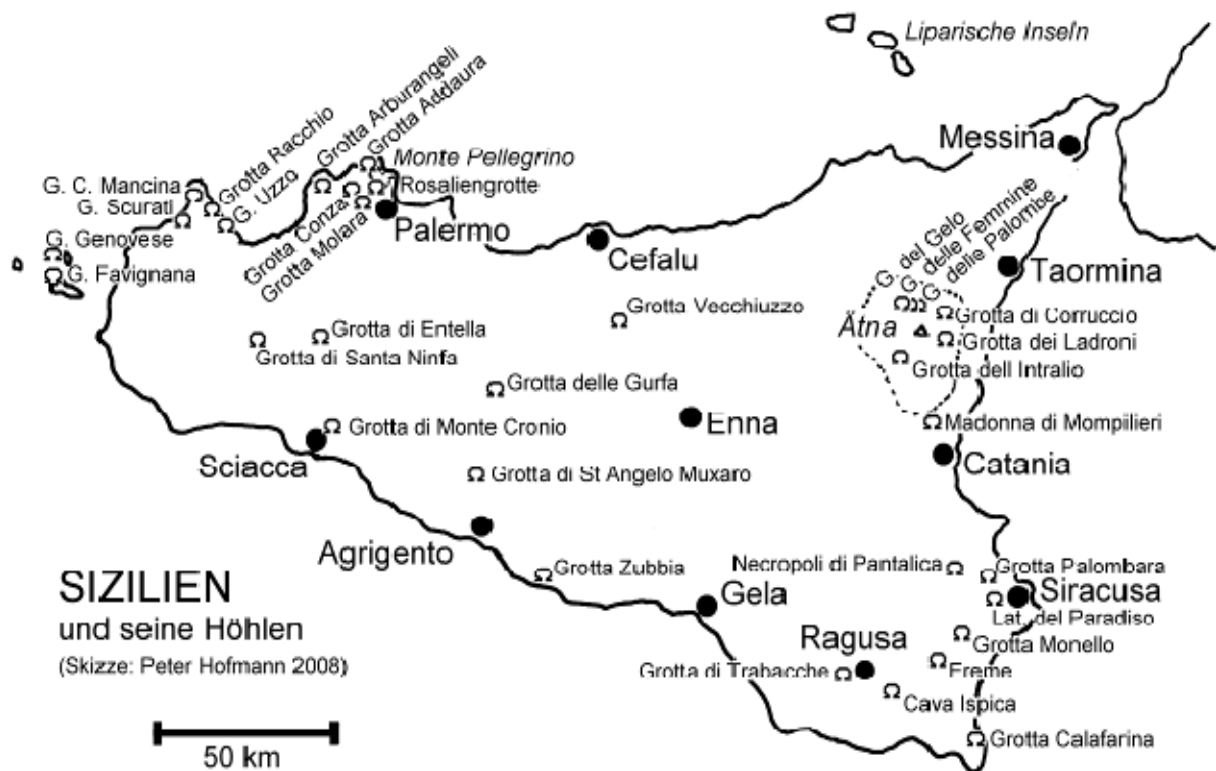 Liparische Inseln
Messina
Grotta Racchio
Grotta Arburangeli
Grotta Addaura
Monte Pellegrino
G. C. Mancina
G. Uzzo
Rosaliengrotte
G. Scurati
Grotta Conza
Grotta Molara
Palermo
G. Genovese
G. Favignana
Cefalu
G. del Gelo
G. delle Femmine
G. delle Palombe
Taormina
Grotta Vecchiuzzo
Grotta di Corruccio
Ätna
Grotta di Entella
Grotta dei Ladroni
Grotta di Santa Ninfa
Grotta dell Intralio
Grotta delle Gurfa
Enna
Madonna di Mompilieri
Grotta di Monte Cronio
Sciacca
Catania
Grotta di St Angelo Muxaro
Agrigento
Necropoli di Pantalica
Grotta Palombara
Grotta Zubbia
SIZILIEN
Gela
Siracusa
Lat. del Paradiso
und seine Höhlen
Ragusa
Grotta Monello
(Skizze: Peter Hofmann 2008)
Grotta di Trabacche
Freme
Cava Ispica
50 km
Grotta Calafarina